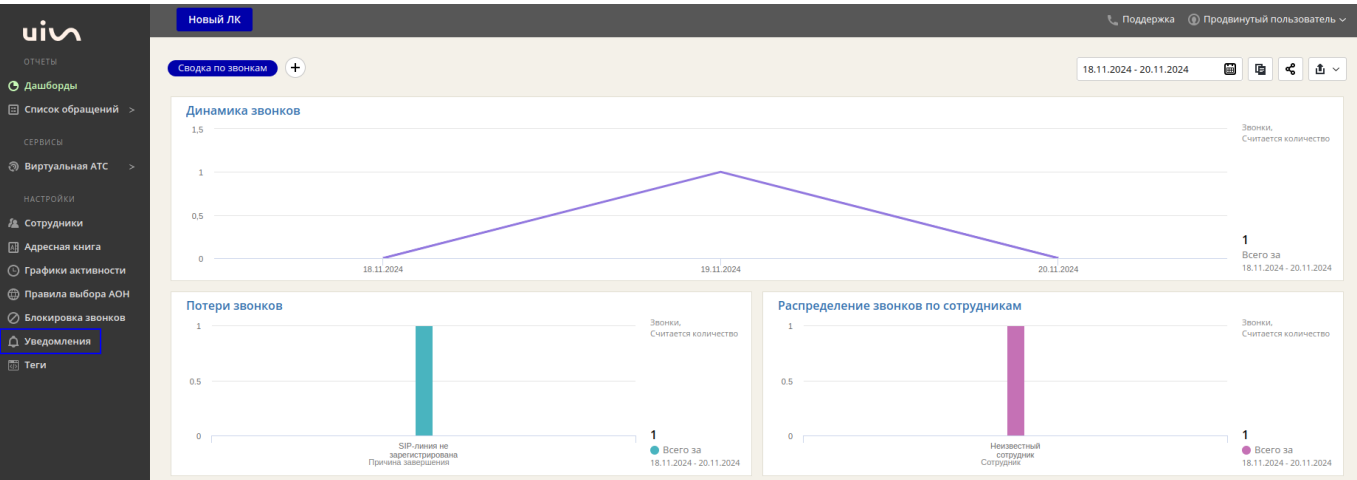 uis
Новый ЛК
Поддержка
Продвинутый пользователь
ОТЧЕТЫ
Дашборды
Список обращений >
СЕРВИСЫ
Виртуальная АТС >
НАСТРОЙКИ
Сотрудники
Адресная книга
Графики активности
Правила выбора АОН
Блокировка звонков
Уведомления
Теги
Сводка по звонкам
+
18.11.2024 - 20.11.2024
Динамика звонков
1,5
1
0,5
0
18.11.2024
19.11.2024
20.11.2024
Звонки,
Считается количество
1
Всего за
18.11.2024 - 20.11.2024
Потери звонков
1
0.5
0
SIP-линия не
зарегистрирована
Причина завершения
Звонки,
Считается количество
1
Всего за
18.11.2024 - 20.11.2024
Распределение звонков по сотрудникам
1
0.5
0
Неизвестный
сотрудник
Сотрудник
Звонки,
Считается количество
1
Всего за
18.11.2024 - 20.11.2024